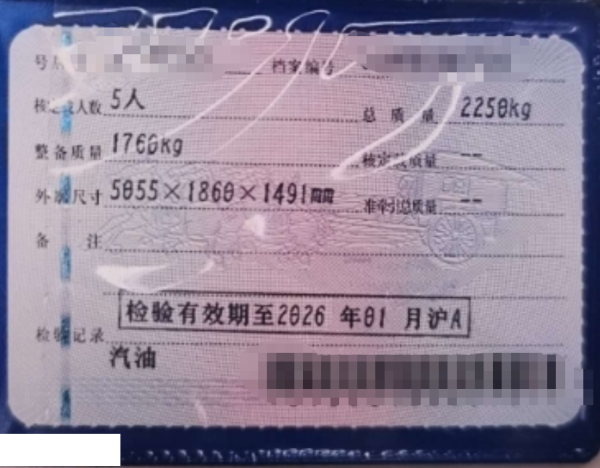 号 档案编号
核定载人数 5人 总质量 2250kg
整备质量 1760kg 核定载质量 --
外廓尺寸 5055×1860×1491mm 准牵引总质量 --
备注
检验有效期至2026 年01 月沪A
检验记录
汽油